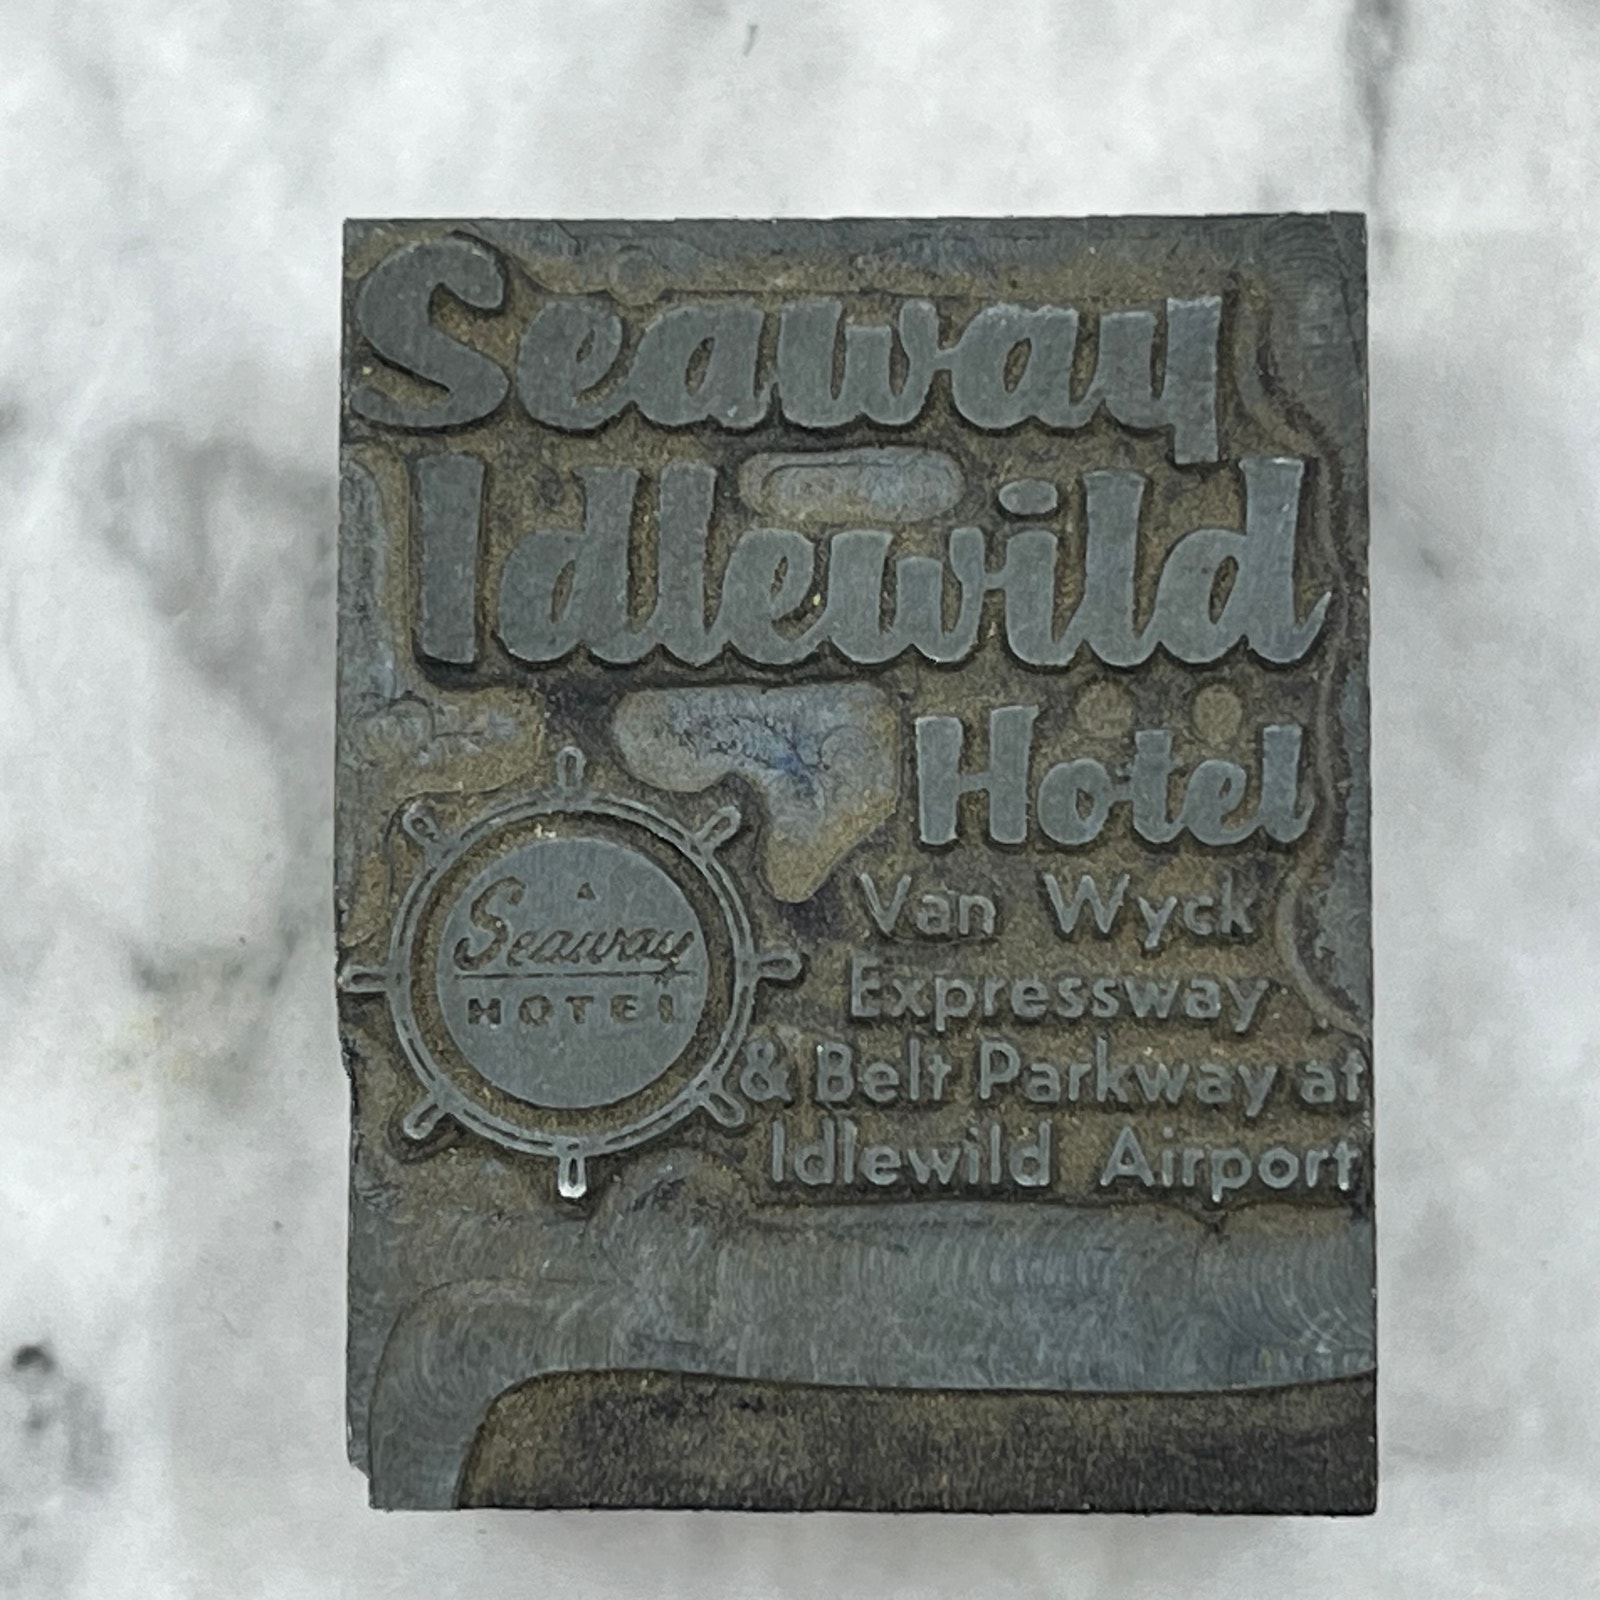 Seaway
Idlewild
Hotel
Seaway
HOTEL
Van Wyck
Expressway
& Belt Parkway at
Idlewild Airport